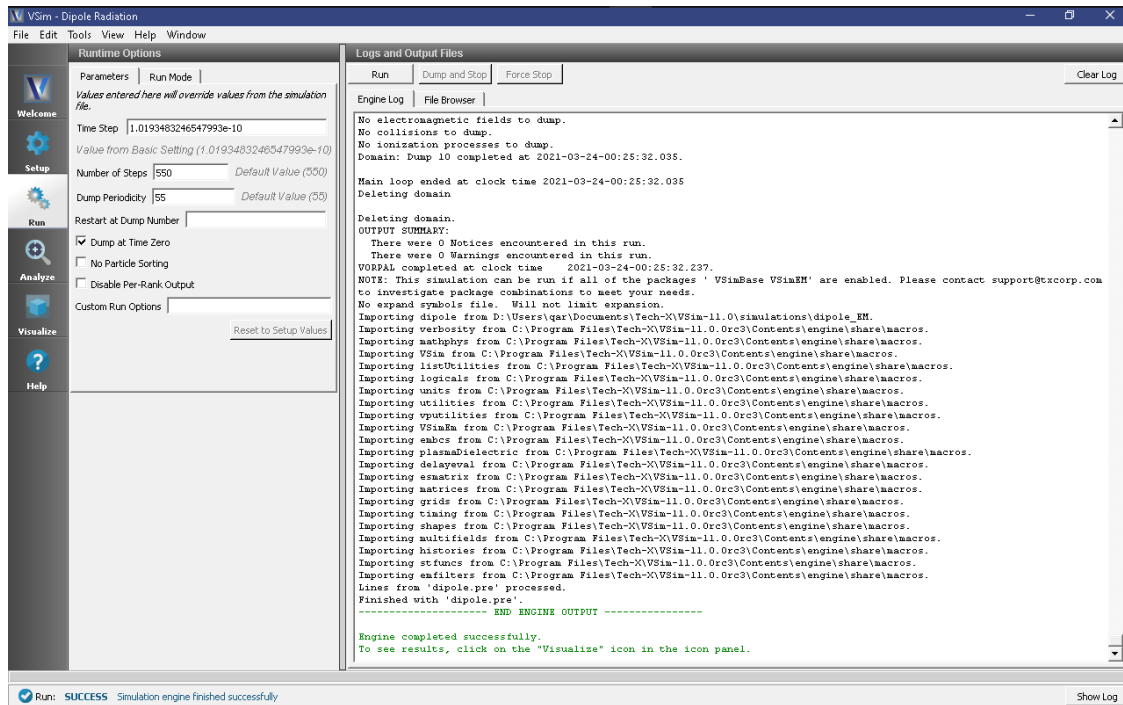 VSim - Dipole Radiation
File Edit Tools View Help Window
Welcome
Setup
Run
Analyze
Visualize
Help
Runtime Options
Parameters
Run Mode
Values entered here will override values from the simulation
file.
Time Step 1.0193483246547993e-10
Value from Basic Setting (1.0193483246547993e-10)
Number of Steps 550 Default Value (550)
Dump Periodicity 55 Default Value (55)
Restart at Dump Number
Dump at Time Zero
No Particle Sorting
Disable Per-Rank Output
Custom Run Options
Reset to Setup Values
Logs and Output Files
Run Dump and Stop Force Stop Clear Log
Engine Log File Browser
No electromagnetic fields to dump.
No collisions to dump.
No ionization processes to dump.
Domain: Dump 10 completed at 2021-03-24-00:25:32.035.
Main loop ended at clock time 2021-03-24-00:25:32.035
Deleting domain
Deleting domain.
OUTPUT SUMMARY:
There were 0 Notices encountered in this run.
There were 0 Warnings encountered in this run.
VORPAL completed at clock time 2021-03-24-00:25:32.237.
NOTE: This simulation can be run if all of the packages ' VSimBase VSimEM' are enabled. Please contact support@txcorp.com
to investigate package combinations to meet your needs.
No expand symbols file. Will not limit expansion.
Importing dipole from D:\Users\qar\Documents\Tech-X\VSim-11.0\simulations\dipole_EM.
Importing verbosity from C:\Program Files\Tech-X\VSim-11.0.0rc3\Contents\engine\share\macros.
Importing mathphys from C:\Program Files\Tech-X\VSim-11.0.0rc3\Contents\engine\share\macros.
Importing VSim from C:\Program Files\Tech-X\VSim-11.0.0rc3\Contents\engine\share\macros.
Importing listUtilities from C:\Program Files\Tech-X\VSim-11.0.0rc3\Contents\engine\share\macros.
Importing logicals from C:\Program Files\Tech-X\VSim-11.0.0rc3\Contents\engine\share\macros.
Importing units from C:\Program Files\Tech-X\VSim-11.0.0rc3\Contents\engine\share\macros.
Importing utilities from C:\Program Files\Tech-X\VSim-11.0.0rc3\Contents\engine\share\macros.
Importing vputilities from C:\Program Files\Tech-X\VSim-11.0.0rc3\Contents\engine\share\macros.
Importing VSimEm from C:\Program Files\Tech-X\VSim-11.0.0rc3\Contents\engine\share\macros.
Importing embcs from C:\Program Files\Tech-X\VSim-11.0.0rc3\Contents\engine\share\macros.
Importing plasmaDielectric from C:\Program Files\Tech-X\VSim-11.0.0rc3\Contents\engine\share\macros.
Importing delayeval from C:\Program Files\Tech-X\VSim-11.0.0rc3\Contents\engine\share\macros.
Importing esmatrix from C:\Program Files\Tech-X\VSim-11.0.0rc3\Contents\engine\share\macros.
Importing matrices from C:\Program Files\Tech-X\VSim-11.0.0rc3\Contents\engine\share\macros.
Importing grids from C:\Program Files\Tech-X\VSim-11.0.0rc3\Contents\engine\share\macros.
Importing timing from C:\Program Files\Tech-X\VSim-11.0.0rc3\Contents\engine\share\macros.
Importing shapes from C:\Program Files\Tech-X\VSim-11.0.0rc3\Contents\engine\share\macros.
Importing multifields from C:\Program Files\Tech-X\VSim-11.0.0rc3\Contents\engine\share\macros.
Importing histories from C:\Program Files\Tech-X\VSim-11.0.0rc3\Contents\engine\share\macros.
Importing stfuncs from C:\Program Files\Tech-X\VSim-11.0.0rc3\Contents\engine\share\macros.
Importing emfilters from C:\Program Files\Tech-X\VSim-11.0.0rc3\Contents\engine\share\macros.
Lines from 'dipole.pre' processed.
Finished with 'dipole.pre'.
--------------------- END ENGINE OUTPUT ----------------
Engine completed successfully.
To see results, click on the "Visualize" icon in the icon panel.
Run: SUCCESS Simulation engine finished successfully
Show Log